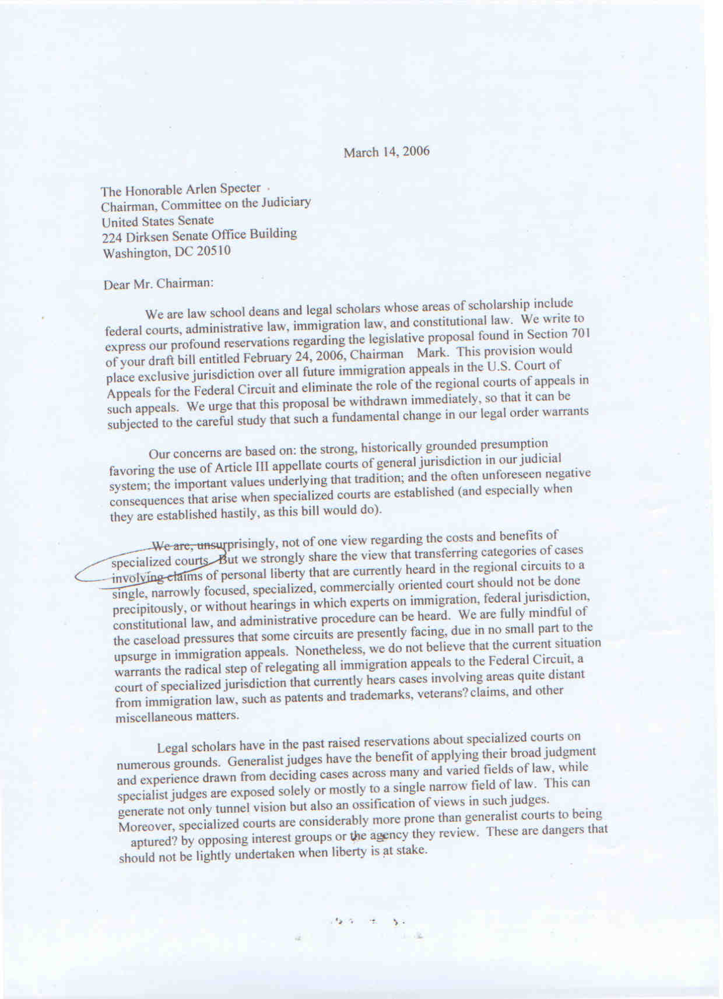 March 14, 2006
The Honorable Arlen Specter
Chairman, Committee on the Judiciary
United States Senate
224 Dirksen Senate Office Building
Washington, DC 20510
Dear Mr. Chairman:
We are law school deans and legal scholars whose areas of scholarship include
federal courts, administrative law, immigration law, and constitutional law. We write to
express our profound reservations regarding the legislative proposal found in Section 701
of your draft bill entitled February 24, 2006, Chairman Mark. This provision would
place exclusive jurisdiction over all future immigration appeals in the U.S. Court of
Appeals for the Federal Circuit and eliminate the role of the regional courts of appeals in
such appeals. We urge that this proposal be withdrawn immediately, so that it can be
subjected to the careful study that such a fundamental change in our legal order warrants
Our concerns are based on: the strong, historically grounded presumption
favoring the use of Article III appellate courts of general jurisdiction in our judicial
system; the important values underlying that tradition; and the often unforeseen negative
consequences that arise when specialized courts are established (and especially when
they are established hastily, as this bill would do).
We are, unsurprisingly, not of one view regarding the costs and benefits of
specialized courts. But we strongly share the view that transferring categories of cases
involving claims of personal liberty that are currently heard in the regional circuits to a
single, narrowly focused, specialized, commercially oriented court should not be done
precipitously, or without hearings in which experts on immigration, federal jurisdiction,
constitutional law, and administrative procedure can be heard. We are fully mindful of
the caseload pressures that some circuits are presently facing, due in no small part to the
upsurge in immigration appeals. Nonetheless, we do not believe that the current situation
warrants the radical step of relegating all immigration appeals to the Federal Circuit, a
court of specialized jurisdiction that currently hears cases involving areas quite distant
from immigration law, such as patents and trademarks, veterans? claims, and other
miscellaneous matters.
Legal scholars have in the past raised reservations about specialized courts on
numerous grounds. Generalist judges have the benefit of applying their broad judgment
and experience drawn from deciding cases across many and varied fields of law, while
specialist judges are exposed solely or mostly to a single narrow field of law. This can
generate not only tunnel vision but also an ossification of views in such judges.
Moreover, specialized courts are considerably more prone than generalist courts to being
aptured? by opposing interest groups or the agency they review. These are dangers that
should not be lightly undertaken when liberty is at stake.